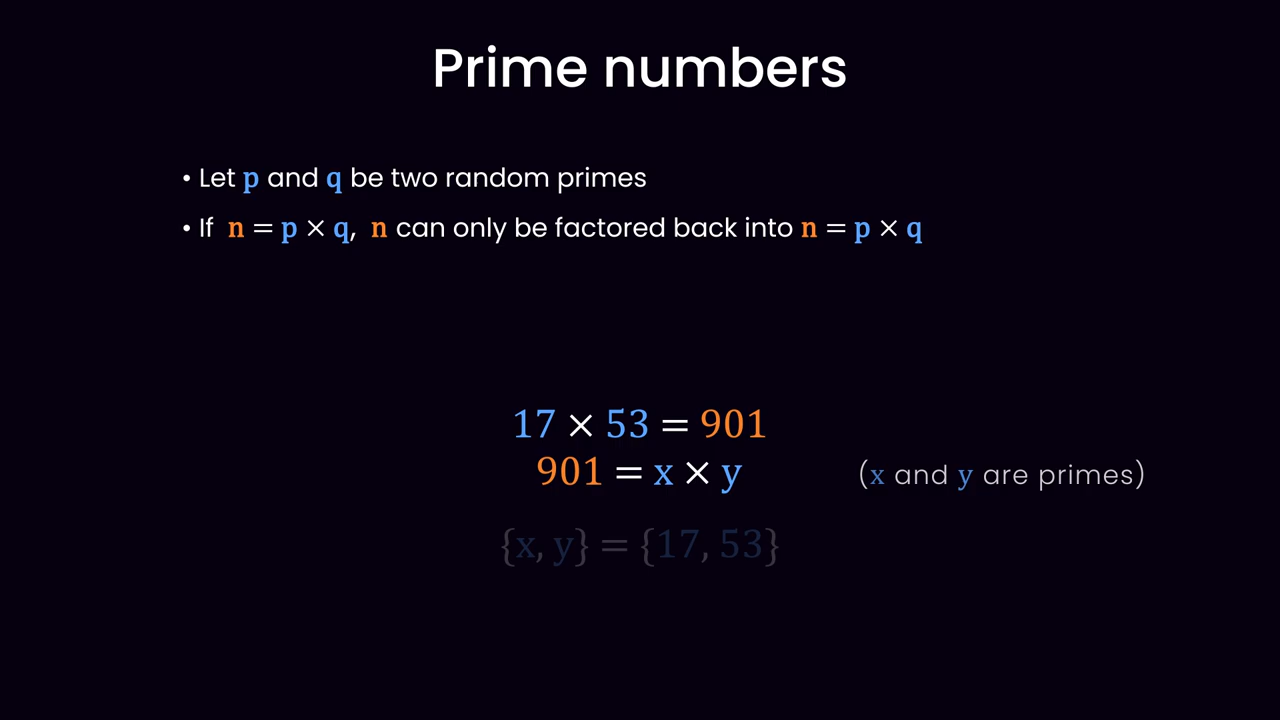 Prime numbers
• Let p and q be two random primes
• If n = p × q, n can only be factored back into n = p × q
17 × 53 = 901
901 = x × y
(x and y are primes)
{x, y} = {17, 53}